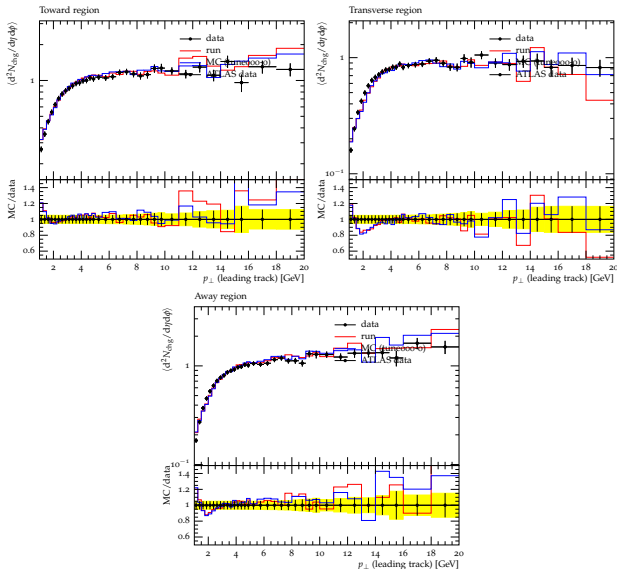 Toward region
⟨d²N_chg/dηdϕ⟩
data
run
ATLAS data
1
MC/data
1.4
1.2
1
0.8
0.6
2 4 6 8 10 12 14 16 18 20
p⊥ (leading track) [GeV]
Transverse region
⟨d²N_chg/dηdϕ⟩
data
run
ATLAS data
1
10⁻¹
MC/data
1.4
1.2
1
0.8
0.6
2 4 6 8 10 12 14 16 18 20
p⊥ (leading track) [GeV]
Away region
⟨d²N_chg/dηdϕ⟩
data
run
ATLAS data
1
10⁻¹
MC/data
1.4
1.2
1
0.8
0.6
2 4 6 8 10 12 14 16 18 20
p⊥ (leading track) [GeV]